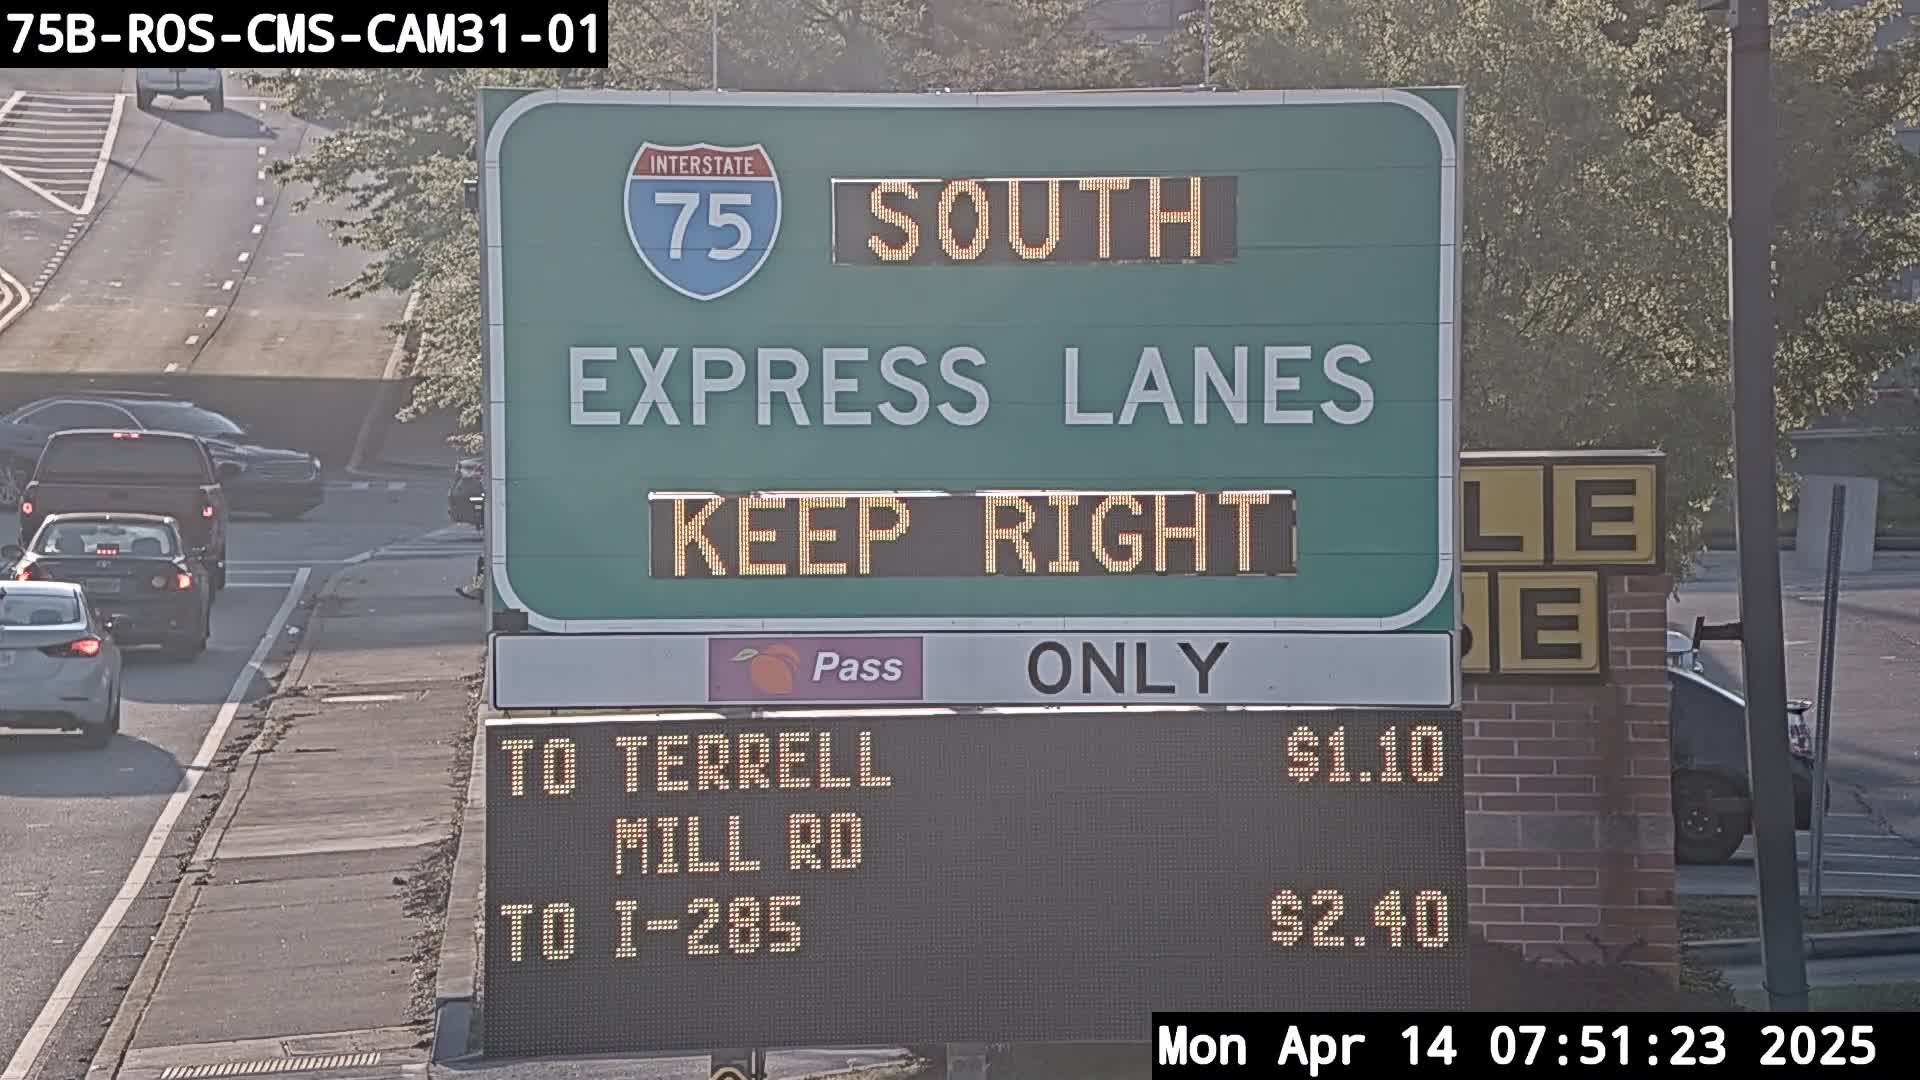 75B-ROS-CMS-CAM31-01
INTERSTATE
75
SOUTH
EXPRESS LANES
KEEP RIGHT
Pass ONLY
TO TERRELL $1.10
MILL RD
TO I-285 $2.40
LE
E
Mon Apr 14 07:51:23 2025